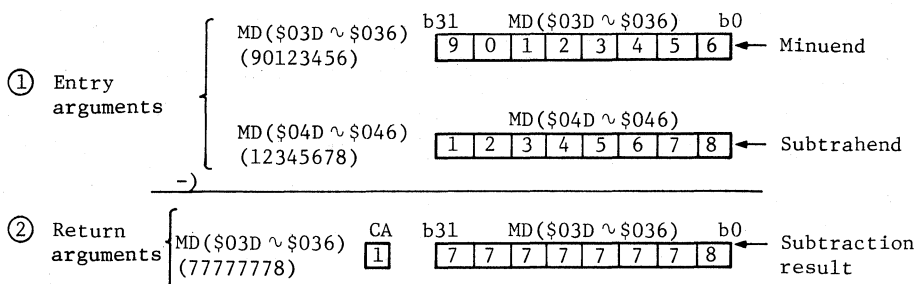 b31 MD($03D ∿ $036) b0
MD($03D ∿ $036)
(90123456)
9 0 1 2 3 4 5 6 Minuend
① Entry
arguments
MD($04D ∿ $046)
MD($04D ∿ $046)
(12345678)
1 2 3 4 5 6 7 8 Subtrahend
-)
② Return
arguments
MD($03D ∿ $036)
(77777778)
CA
1
b31 MD($03D ∿ $036) b0
7 7 7 7 7 7 7 8
Subtraction
result